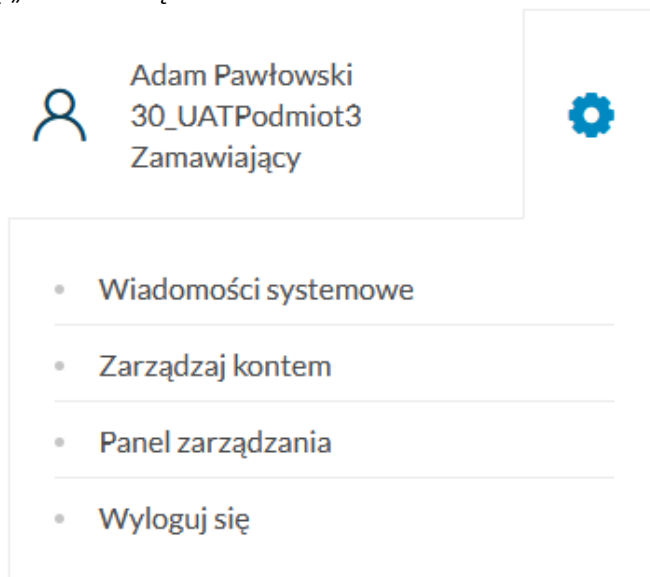 Adam Pawłowski
30_UATPodmiot3
Zamawiający
Wiadomości systemowe
Zarządzaj kontem
Panel zarządzania
Wyloguj się